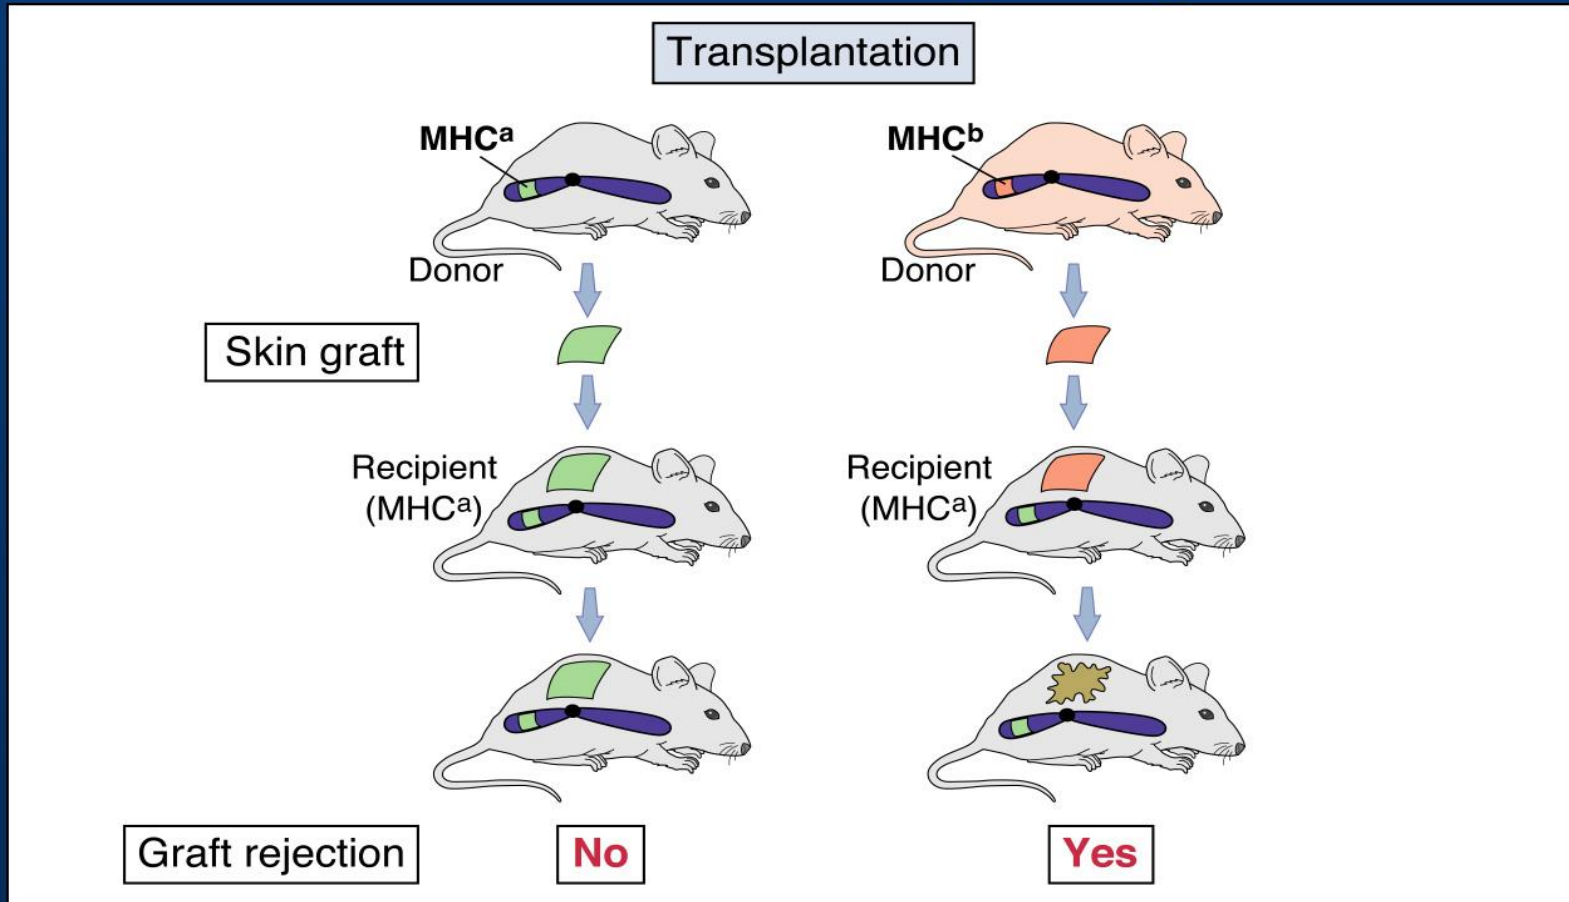 Transplantation
MHCa
MHCb
Donor
Donor
Skin graft
Recipient
(MHCa)
Recipient
(MHCa)
Graft rejection
No
Yes